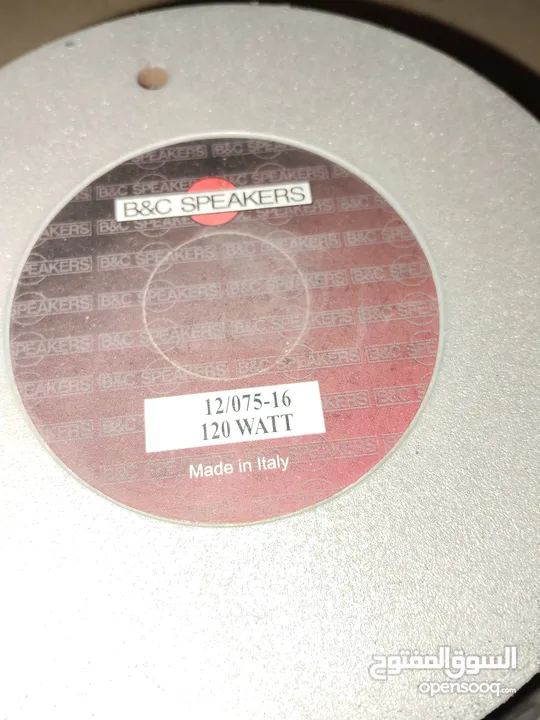 B&C SPEAKERS
12/075-16
120 WATT
Made in Italy
السوق المفتوح
opensooq.com